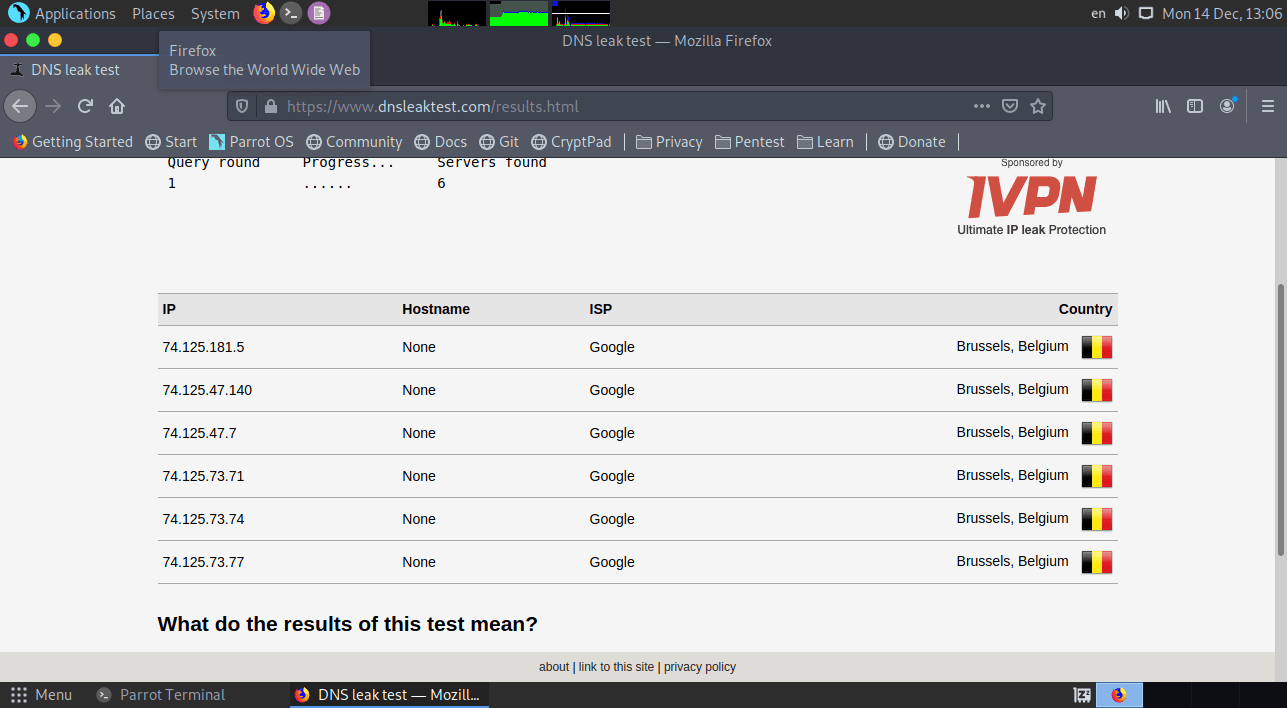 Applications Places System en Mon 14 Dec, 13:06
DNS leak test — Mozilla Firefox
Firefox
Browse the World Wide Web
DNS leak test
https://www.dnsleaktest.com/results.html
Getting Started Start Parrot OS Community Docs Git CryptPad Privacy Pentest Learn Donate
Query round Progress... Servers found
1 ...... 6
Sponsored by
IVPN
Ultimate IP leak Protection
IP Hostname ISP Country
74.125.181.5 None Google Brussels, Belgium
74.125.47.140 None Google Brussels, Belgium
74.125.47.7 None Google Brussels, Belgium
74.125.73.71 None Google Brussels, Belgium
74.125.73.74 None Google Brussels, Belgium
74.125.73.77 None Google Brussels, Belgium
What do the results of this test mean?
about | link to this site | privacy policy
Menu Parrot Terminal DNS leak test — Mozill...